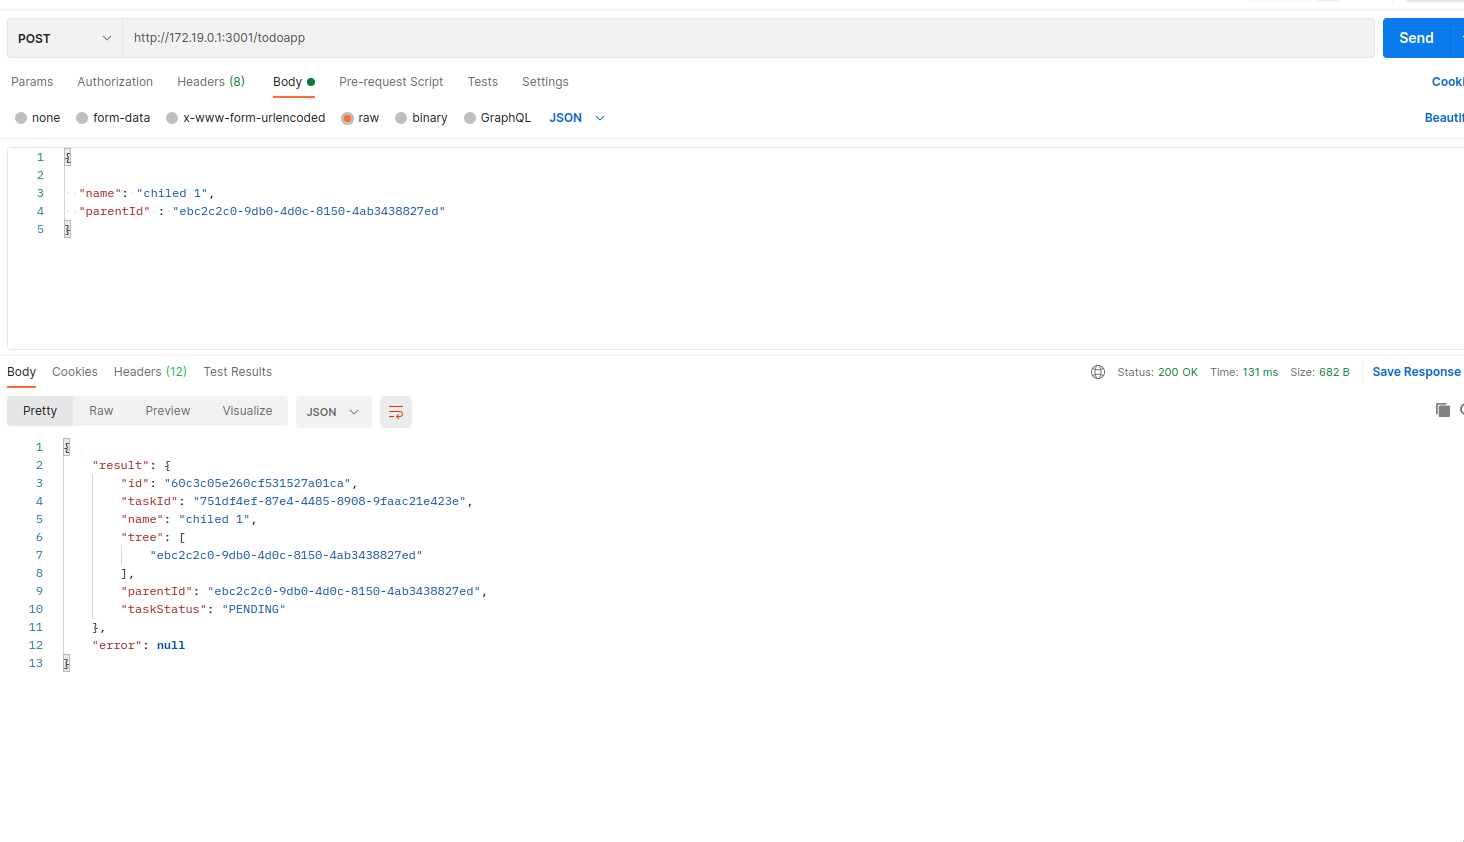 POST http://172.19.0.1:3001/todoapp Send
Params Authorization Headers (8) Body Pre-request Script Tests Settings Cooki
none form-data x-www-form-urlencoded raw binary GraphQL JSON Beautif
1 {
2
3 "name": "chiled 1",
4 "parentId" : "ebc2c2c0-9db0-4d0c-8150-4ab3438827ed"
5 }
Body Cookies Headers (12) Test Results Status: 200 OK Time: 131 ms Size: 682 B Save Response
Pretty Raw Preview Visualize JSON
1 {
2 "result": {
3 "id": "60c3c05e260cf531527a01ca",
4 "taskId": "751df4ef-87e4-4485-8908-9faac21e423e",
5 "name": "chiled 1",
6 "tree": [
7 "ebc2c2c0-9db0-4d0c-8150-4ab3438827ed"
8 ],
9 "parentId": "ebc2c2c0-9db0-4d0c-8150-4ab3438827ed",
10 "taskStatus": "PENDING"
11 },
12 "error": null
13 }